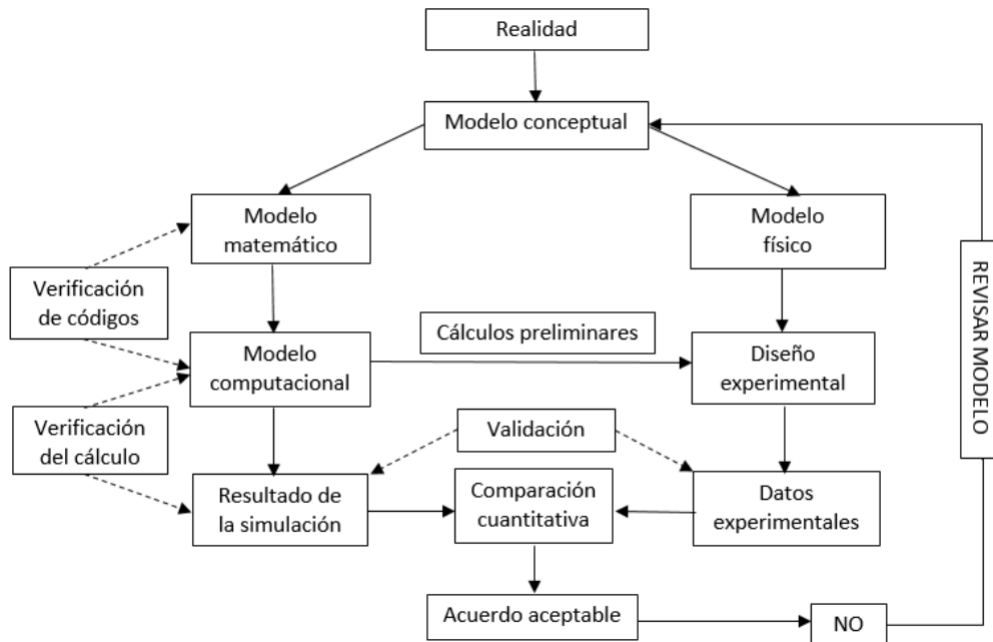 Realidad
Modelo conceptual
Modelo
matemático
Modelo
físico
Verificación
de códigos
REVISAR MODELO
Cálculos preliminares
Modelo
computacional
Diseño
experimental
Verificación
del cálculo
Validación
Resultado de
la simulación
Comparación
cuantitativa
Datos
experimentales
Acuerdo aceptable
NO